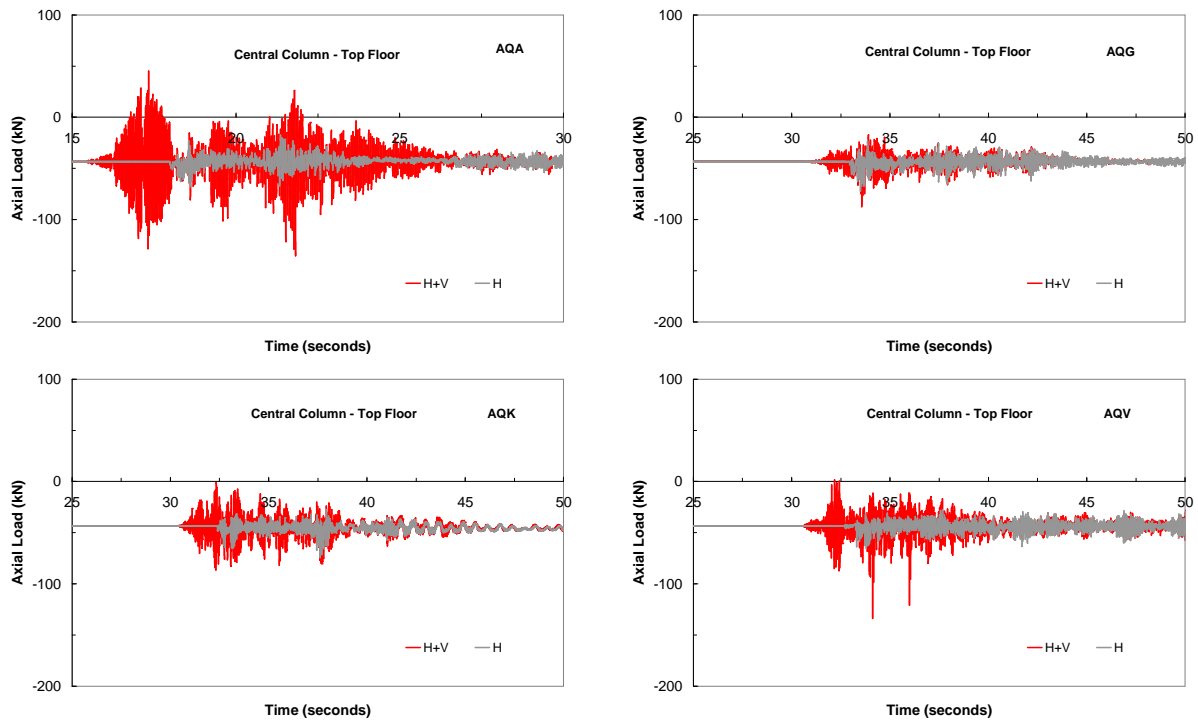 100
Central Column - Top Floor
AQA
0
15
20
25
30
Axial Load (kN)
-100
H+V
H
-200
Time (seconds)
100
Central Column - Top Floor
AQG
0
25
30
35
40
45
50
Axial Load (kN)
-100
H+V
H
-200
Time (seconds)
100
Central Column - Top Floor
AQK
0
25
30
35
40
45
50
Axial Load (kN)
-100
H+V
H
-200
Time (seconds)
100
Central Column - Top Floor
AQV
0
25
30
35
40
45
50
Axial Load (kN)
-100
H+V
H
-200
Time (seconds)